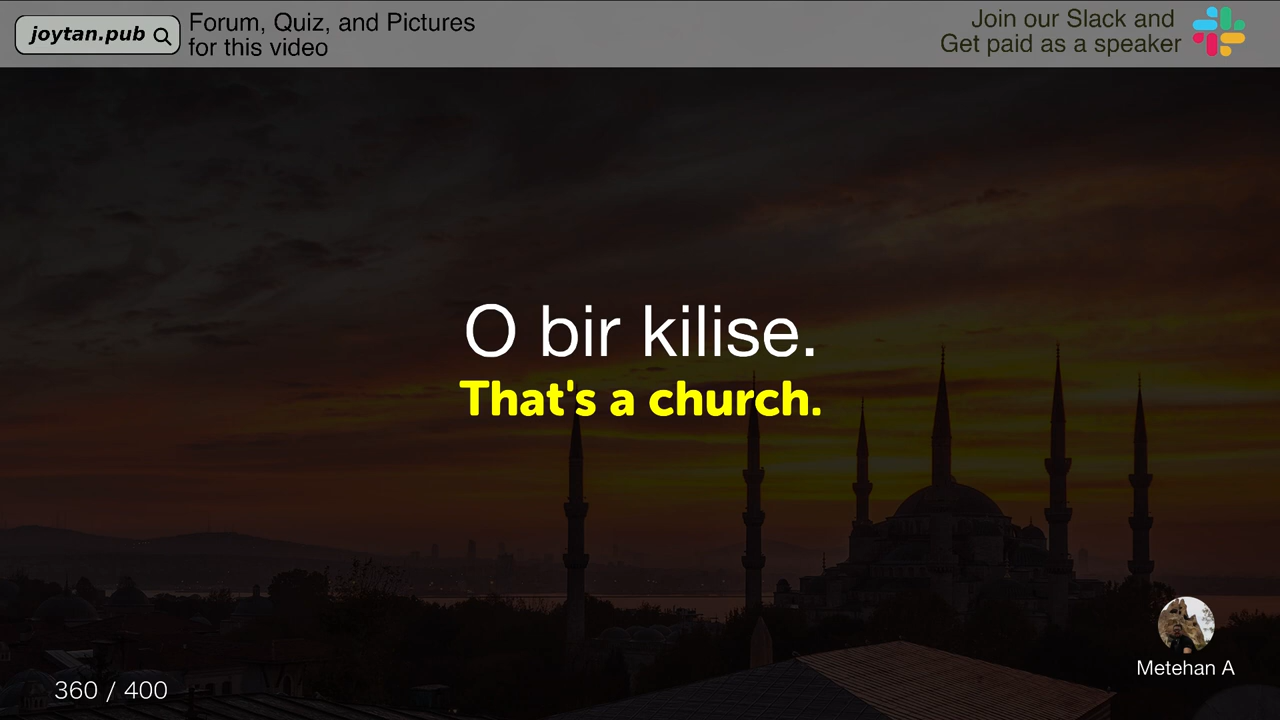 joytan.pub
Forum, Quiz, and Pictures
for this video
Join our Slack and
Get paid as a speaker
O bir kilise.
That's a church.
Metehan A
360 / 400